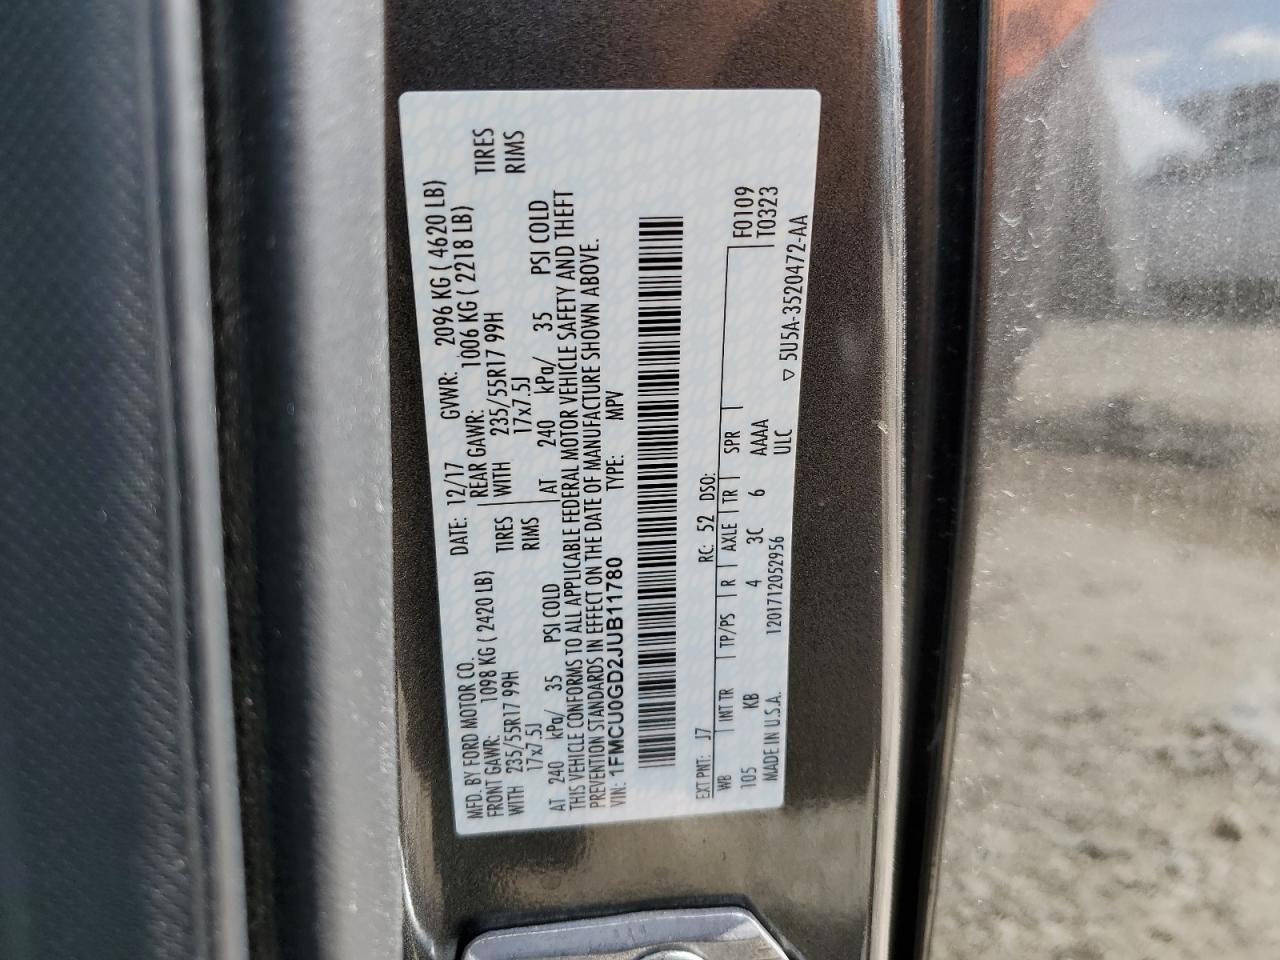 MFD. BY FORD MOTOR CO. DATE: 12/17 GVWR: 2096 KG ( 4620 LB)
FRONT GAWR: 1098 KG ( 2420 LB) REAR GAWR: 1006 KG ( 2218 LB)
WITH 235/55R17 99H TIRES WITH 235/55R17 99H TIRES
17x7.5J RIMS 17x7.5J RIMS
AT 240 kPa/ 35 PSI COLD AT 240 kPa/ 35 PSI COLD
THIS VEHICLE CONFORMS TO ALL APPLICABLE FEDERAL MOTOR VEHICLE SAFETY AND THEFT
PREVENTION STANDARDS IN EFFECT ON THE DATE OF MANUFACTURE SHOWN ABOVE.
VIN: 1FMCU0GD2JUB11780 TYPE: MPV
EXT PNT: J7 RC: 52 DSO: F0109
WB INT TR TP/PS R AXLE TR SPR T0323
105 KB 4 3C 6 AAAA
MADE IN U.S.A. 1201712052956 ULC ▽ 5U5A-3520472-AA